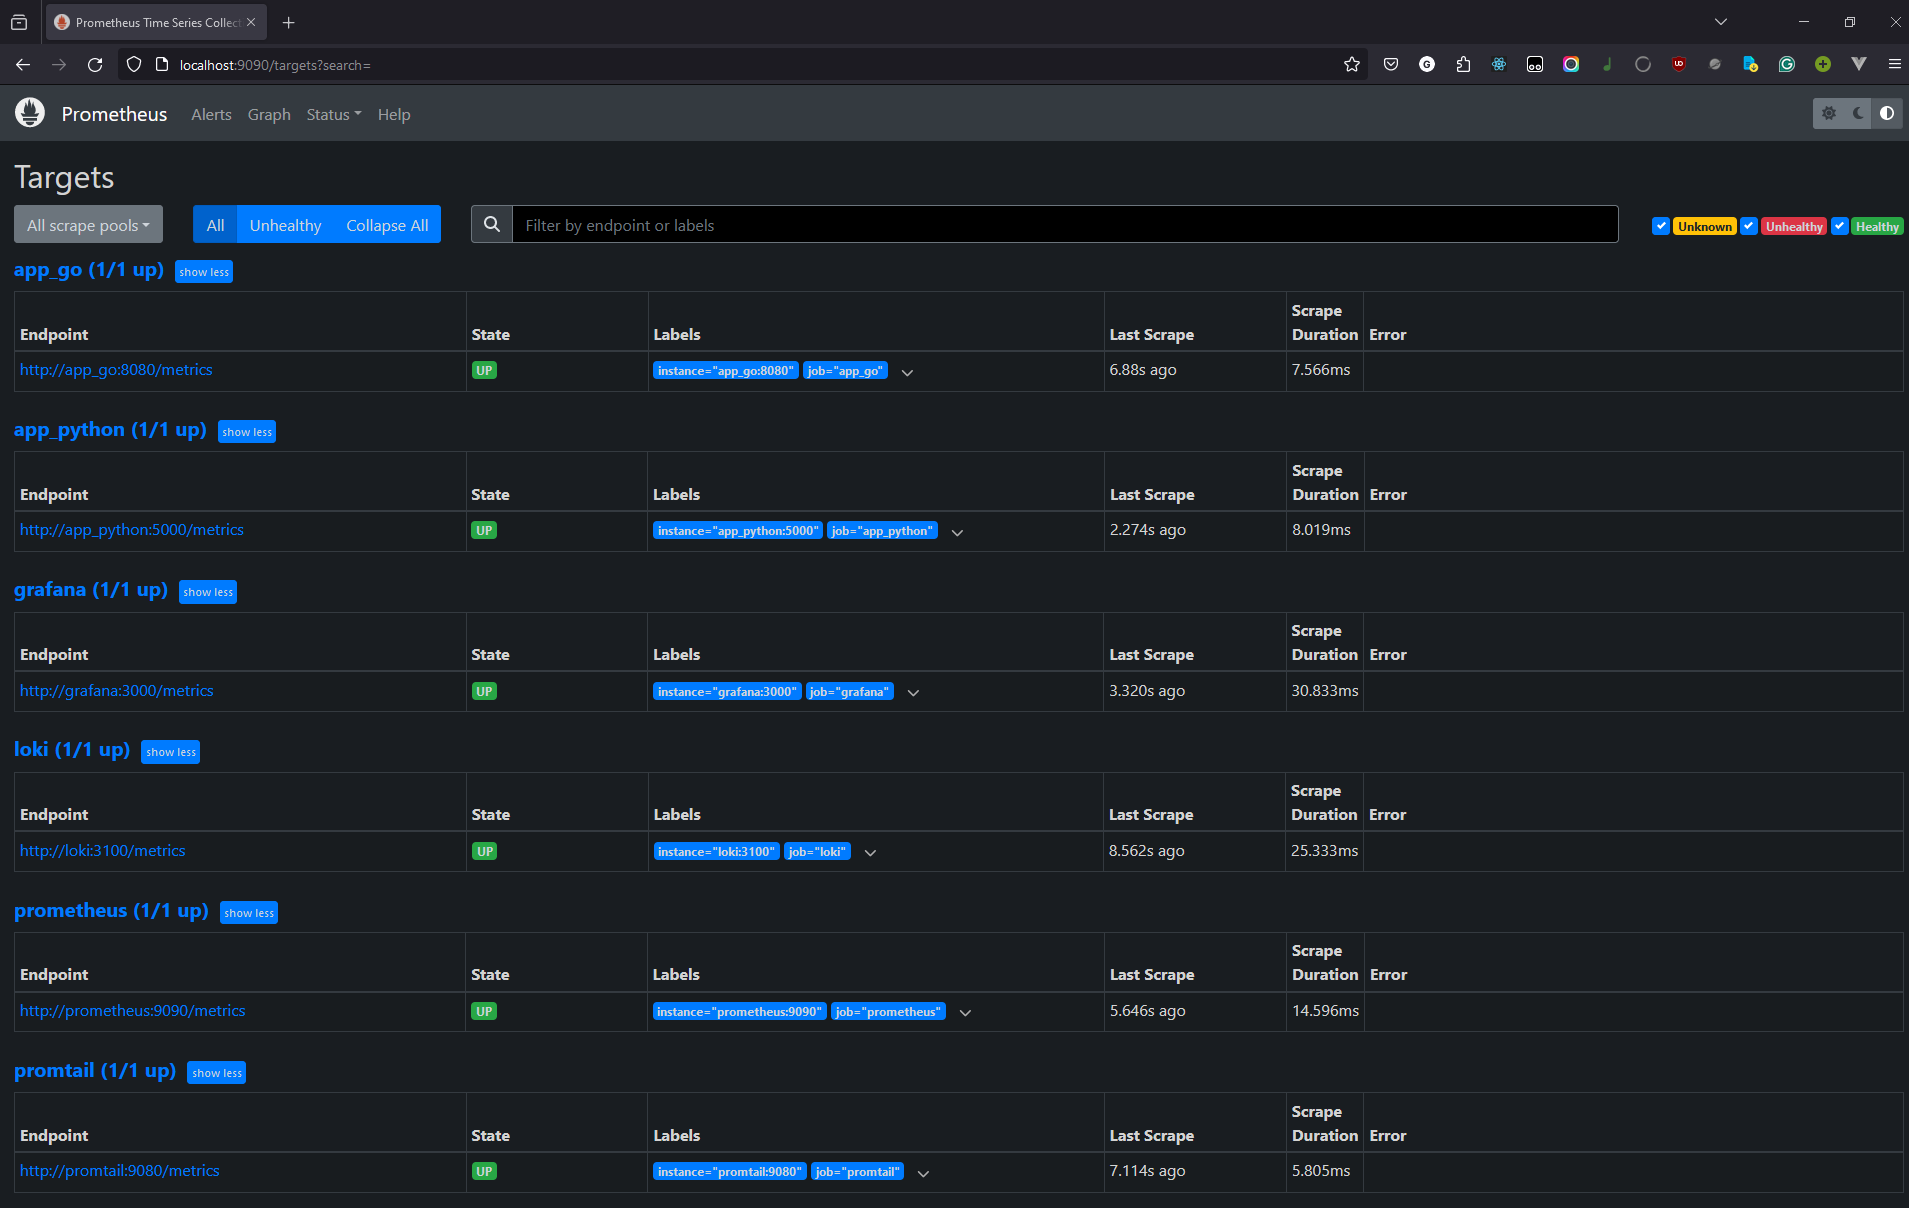 Prometheus Time Series Collect
localhost:9090/targets?search=
Prometheus Alerts Graph Status Help
Targets
All scrape pools All Unhealthy Collapse All Filter by endpoint or labels Unknown Unhealthy Healthy
app_go (1/1 up) show less
Endpoint State Labels Last Scrape Scrape Duration Error
http://app_go:8080/metrics UP instance="app_go:8080" job="app_go" 6.88s ago 7.566ms
app_python (1/1 up) show less
Endpoint State Labels Last Scrape Scrape Duration Error
http://app_python:5000/metrics UP instance="app_python:5000" job="app_python" 2.274s ago 8.019ms
grafana (1/1 up) show less
Endpoint State Labels Last Scrape Scrape Duration Error
http://grafana:3000/metrics UP instance="grafana:3000" job="grafana" 3.320s ago 30.833ms
loki (1/1 up) show less
Endpoint State Labels Last Scrape Scrape Duration Error
http://loki:3100/metrics UP instance="loki:3100" job="loki" 8.562s ago 25.333ms
prometheus (1/1 up) show less
Endpoint State Labels Last Scrape Scrape Duration Error
http://prometheus:9090/metrics UP instance="prometheus:9090" job="prometheus" 5.646s ago 14.596ms
promtail (1/1 up) show less
Endpoint State Labels Last Scrape Scrape Duration Error
http://promtail:9080/metrics UP instance="promtail:9080" job="promtail" 7.114s ago 5.805ms